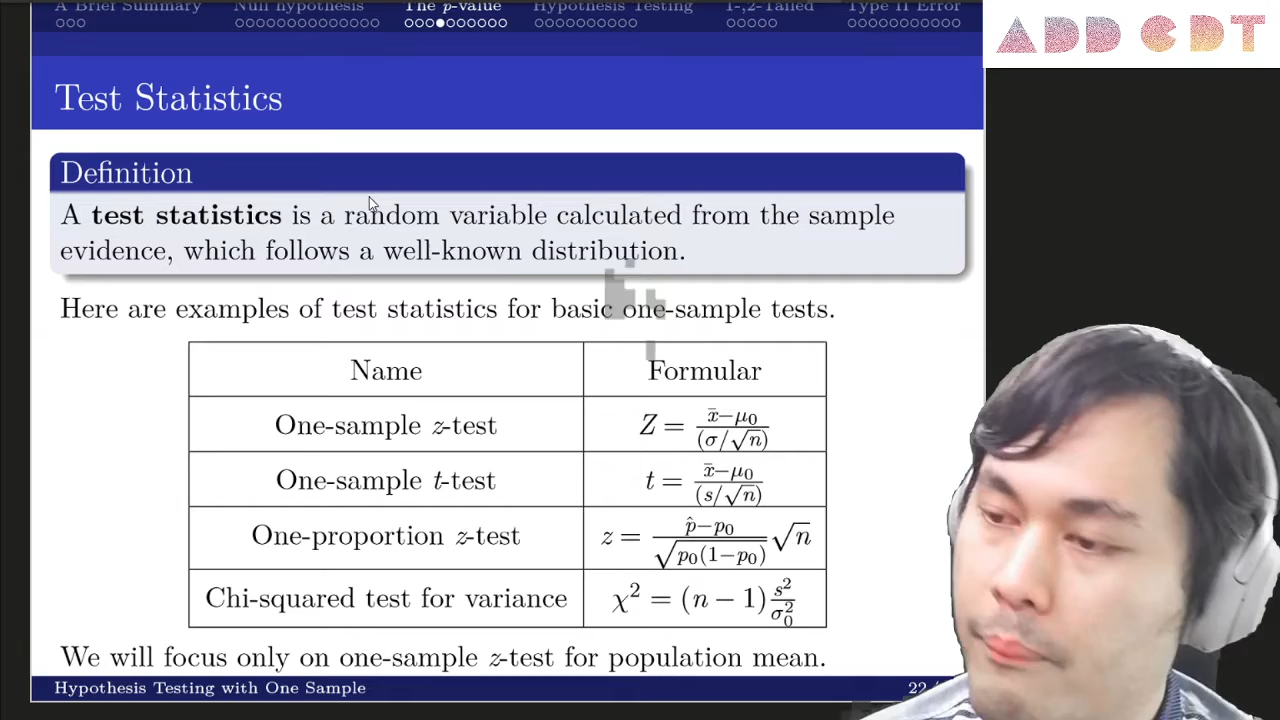 A Brief Summary Null hypothesis The p-value Hypothesis Testing 1-,2-Tailed Type II Error
ADD CDT
Test Statistics
Definition
A test statistics is a random variable calculated from the sample
evidence, which follows a well-known distribution.
Here are examples of test statistics for basic one-sample tests.
Name Formular
One-sample z-test Z = x̄−μ₀/(σ/√n)
One-sample t-test t = x̄−μ₀/(s/√n)
One-proportion z-test z = p̂−p₀/√p₀(1−p₀) √n
Chi-squared test for variance χ² = (n − 1)s²/σ₀²
We will focus only on one-sample z-test for population mean.
Hypothesis Testing with One Sample 22 /